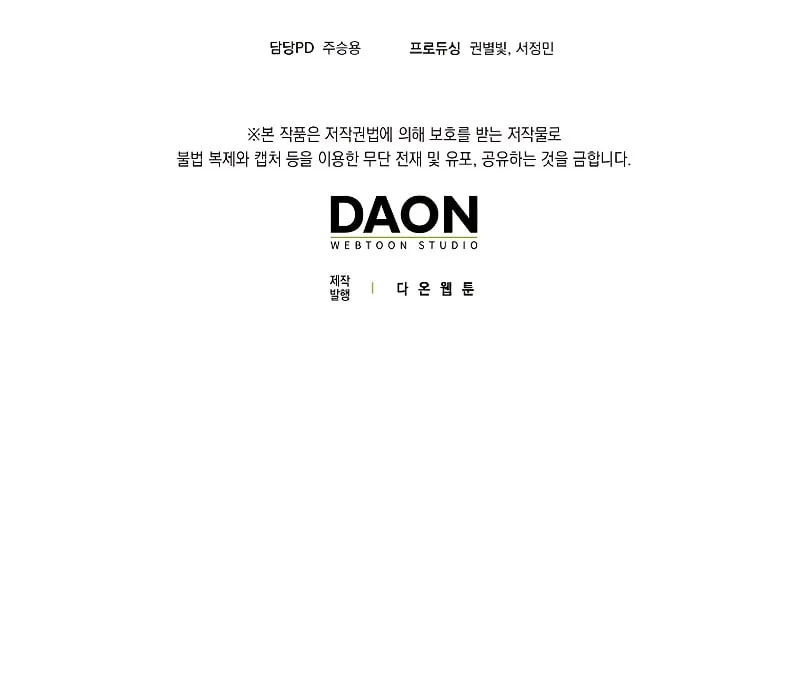 담당PD 주승용 프로듀싱 권별빛, 서정민
※본 작품은 저작권법에 의해 보호를 받는 저작물로
불법 복제와 캡처 등을 이용한 무단 전재 및 유포, 공유하는 것을 금합니다.
DAON
WEBTOON STUDIO
제작
발행 | 다온웹툰